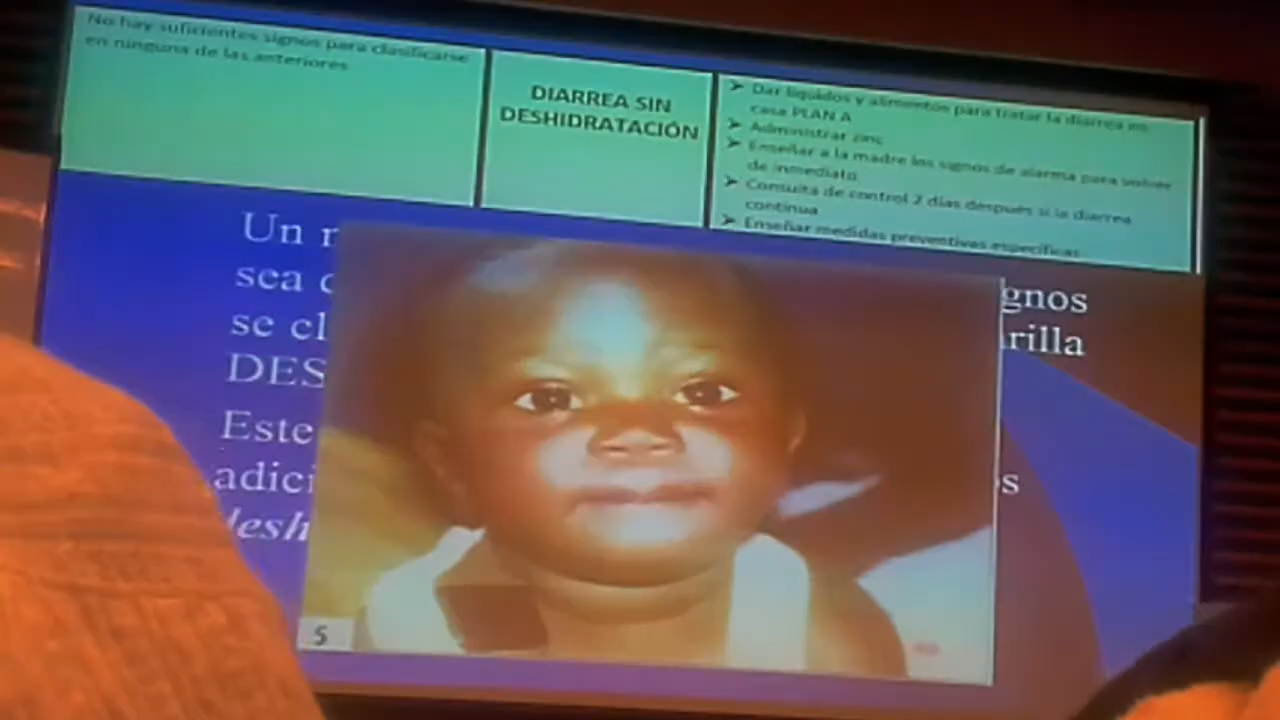 No hay suficientes signos para clasificarse
en ninguna de las anteriores
DIARREA SIN
DESHIDRATACIÓN
➤ Dar líquidos y alimentos para tratar la diarrea en
casa PLAN A
➤ Administrar zinc
➤ Enseñar a la madre los signos de alarma para volver
de inmediato
➤ Consulta de control 2 días después si la diarrea
continua
➤ Enseñar medidas preventivas específicas
Un
gnos
sea
se cl
rilla
DES
Este
adici
s
desh
5